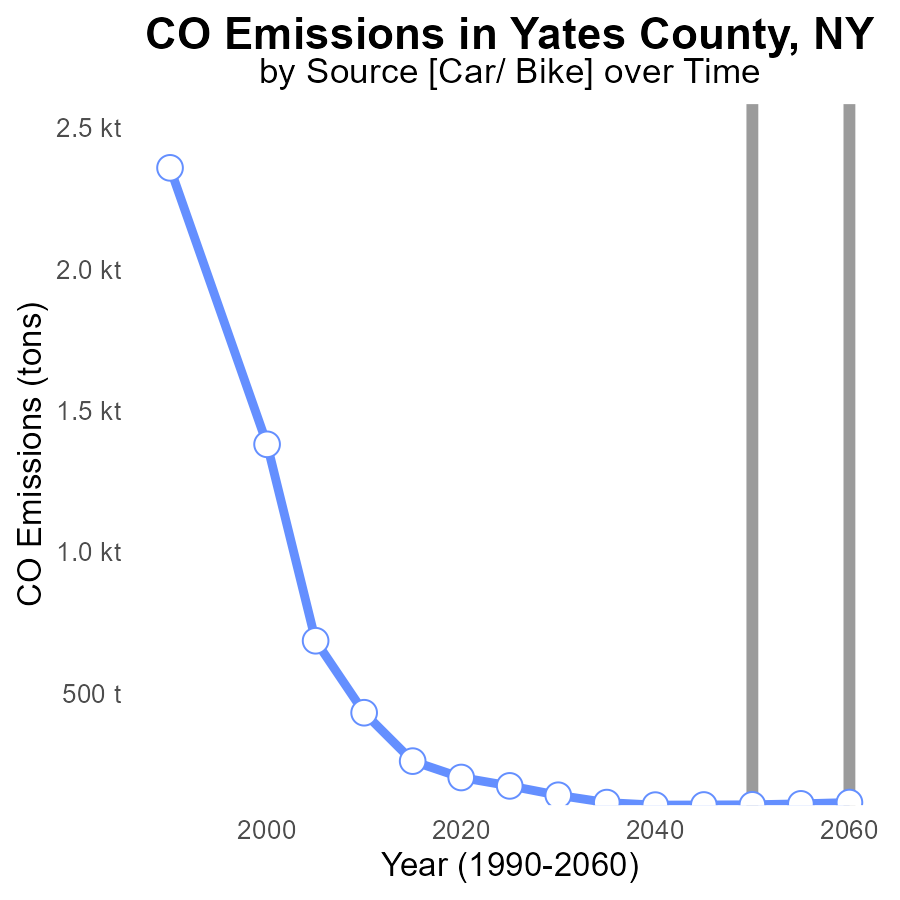 CO Emissions in Yates County, NY
by Source [Car/ Bike] over Time
2.5 kt
2.0 kt
1.5 kt
1.0 kt
500 t
CO Emissions (tons)
2000 2020 2040 2060
Year (1990-2060)